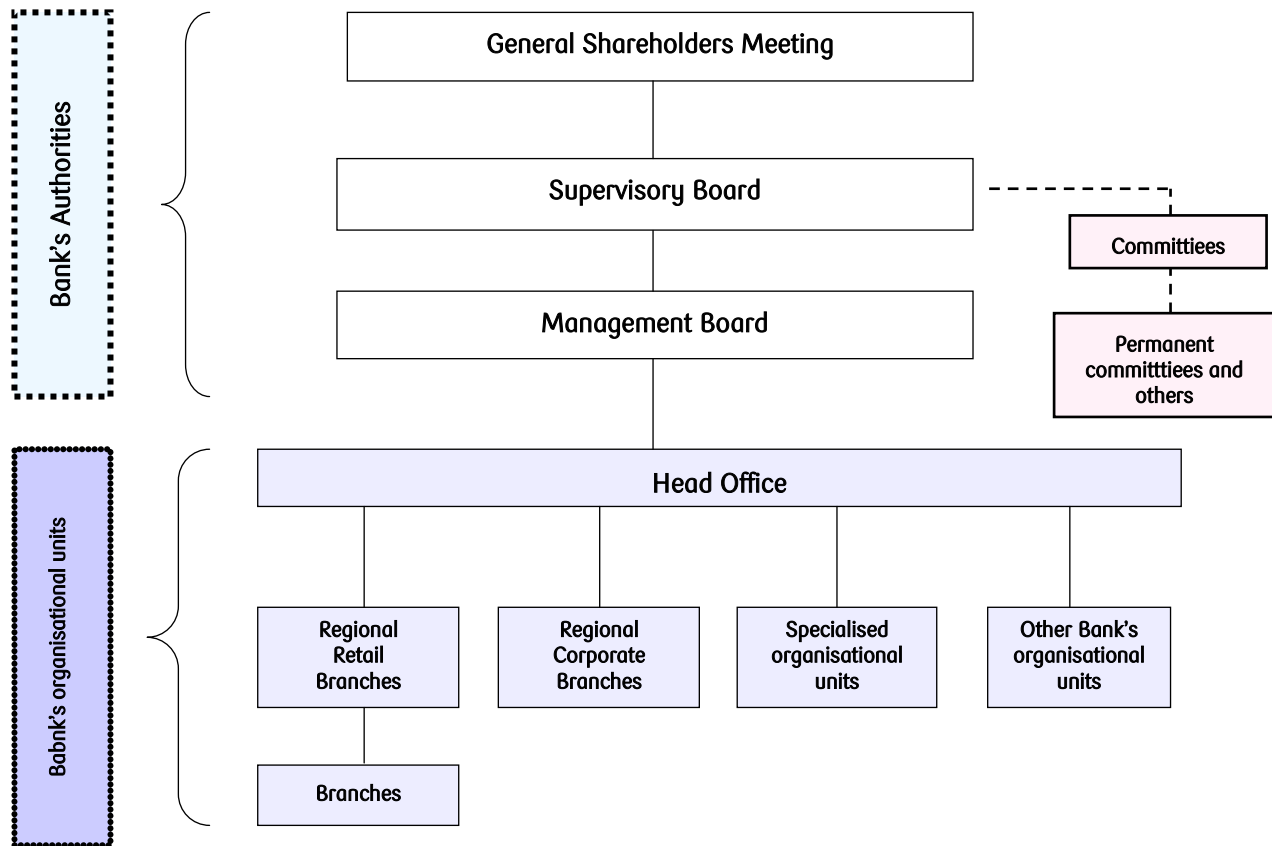 Bank's Authorities
General Shareholders Meeting
Supervisory Board
Committiees
Management Board
Permanent
committtiees and
others
Babnk's organisational units
Head Office
Regional
Retail
Branches
Regional
Corporate
Branches
Specialised
organisational
units
Other Bank's
organisational
units
Branches